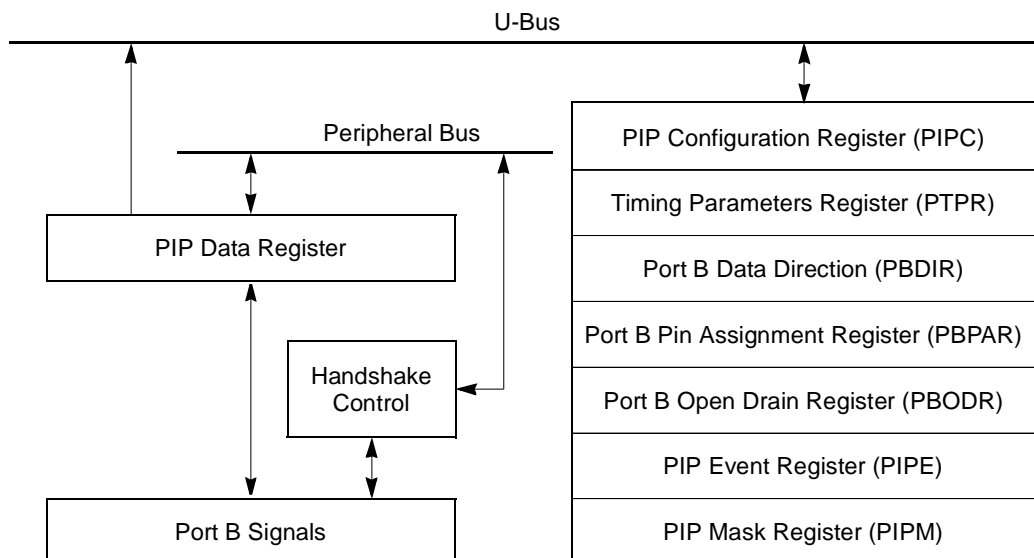 U-Bus
Peripheral Bus
PIP Data Register
Handshake
Control
Port B Signals
PIP Configuration Register (PIPC)
Timing Parameters Register (PTPR)
Port B Data Direction (PBDIR)
Port B Pin Assignment Register (PBPAR)
Port B Open Drain Register (PBODR)
PIP Event Register (PIPE)
PIP Mask Register (PIPM)